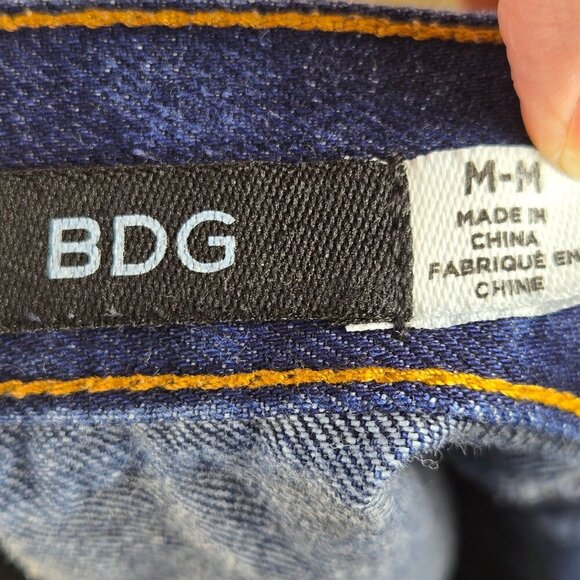 BDG
M-M
MADE IN
CHINA
FABRIQUÉ EN
CHINE